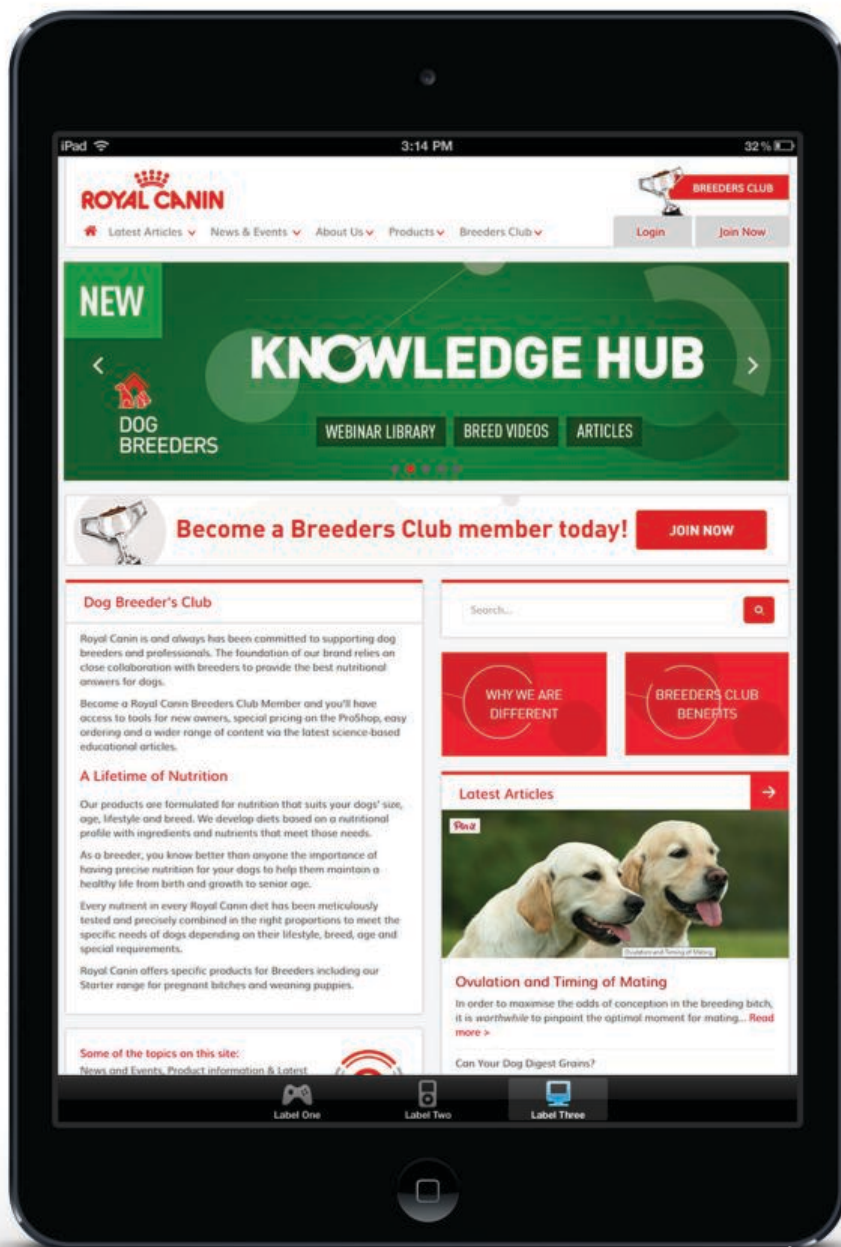 iPad
3:14 PM
32%
ROYAL CANIN
BREEDERS CLUB
Latest Articles
News & Events
About Us
Products
Breeders Club
Login
Join Now
NEW
KNOWLEDGE HUB
DOG
BREEDERS
WEBINAR LIBRARY
BREED VIDEOS
ARTICLES
Become a Breeders Club member today!
JOIN NOW
Dog Breeder's Club
Royal Canin is and always has been committed to supporting dog
breeders and professionals. The foundation of our brand relies on
close collaboration with breeders to provide the best nutritional
answers for dogs.
Become a Royal Canin Breeders Club Member and you'll have
access to tools for new owners, special pricing on the ProShop, easy
ordering and a wider range of content via the latest science-based
educational articles.
A Lifetime of Nutrition
Our products are formulated for nutrition that suits your dogs' size,
age, lifestyle and breed. We develop diets based on a nutritional
profile with ingredients and nutrients that meet those needs.
As a breeder, you know better than anyone the importance of
having precise nutrition for your dogs to help them maintain a
healthy life from birth and growth to senior age.
Every nutrient in every Royal Canin diet has been meticulously
tested and precisely combined in the right proportions to meet the
specific needs of dogs depending on their lifestyle, breed, age and
special requirements.
Royal Canin offers specific products for Breeders including our
Starter range for pregnant bitches and weaning puppies.
Some of the topics on this site:
News and Events, Product information & Latest
Search...
WHY WE ARE
DIFFERENT
BREEDERS CLUB
BENEFITS
Latest Articles
Pin it
Ovulation and Timing of Mating
Ovulation and Timing of Mating
In order to maximise the odds of conception in the breeding bitch,
it is worthwhile to pinpoint the optimal moment for mating... Read
more >
Can Your Dog Digest Grains?
Label One
Label Two
Label Three